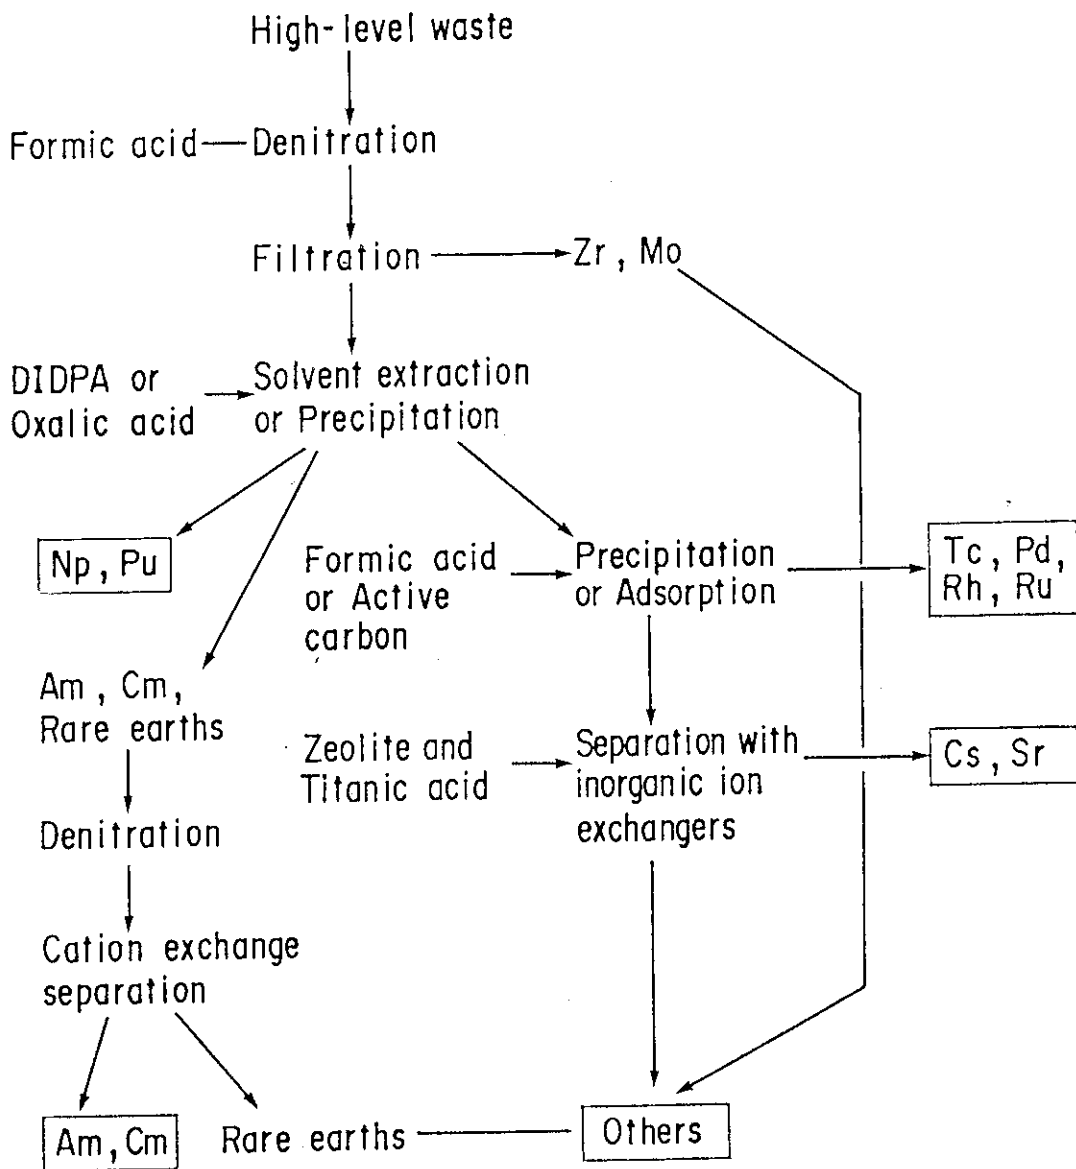 High-level waste
Formic acid
Denitration
Filtration
Zr, Mo
DIDPA or
Oxalic acid
Solvent extraction
or Precipitation
Np, Pu
Formic acid
or Active
carbon
Precipitation
or Adsorption
Tc, Pd,
Rh, Ru
Am, Cm,
Rare earths
Zeolite and
Titanic acid
Separation with
inorganic ion
exchangers
Cs, Sr
Denitration
Cation exchange
separation
Am, Cm
Rare earths
Others